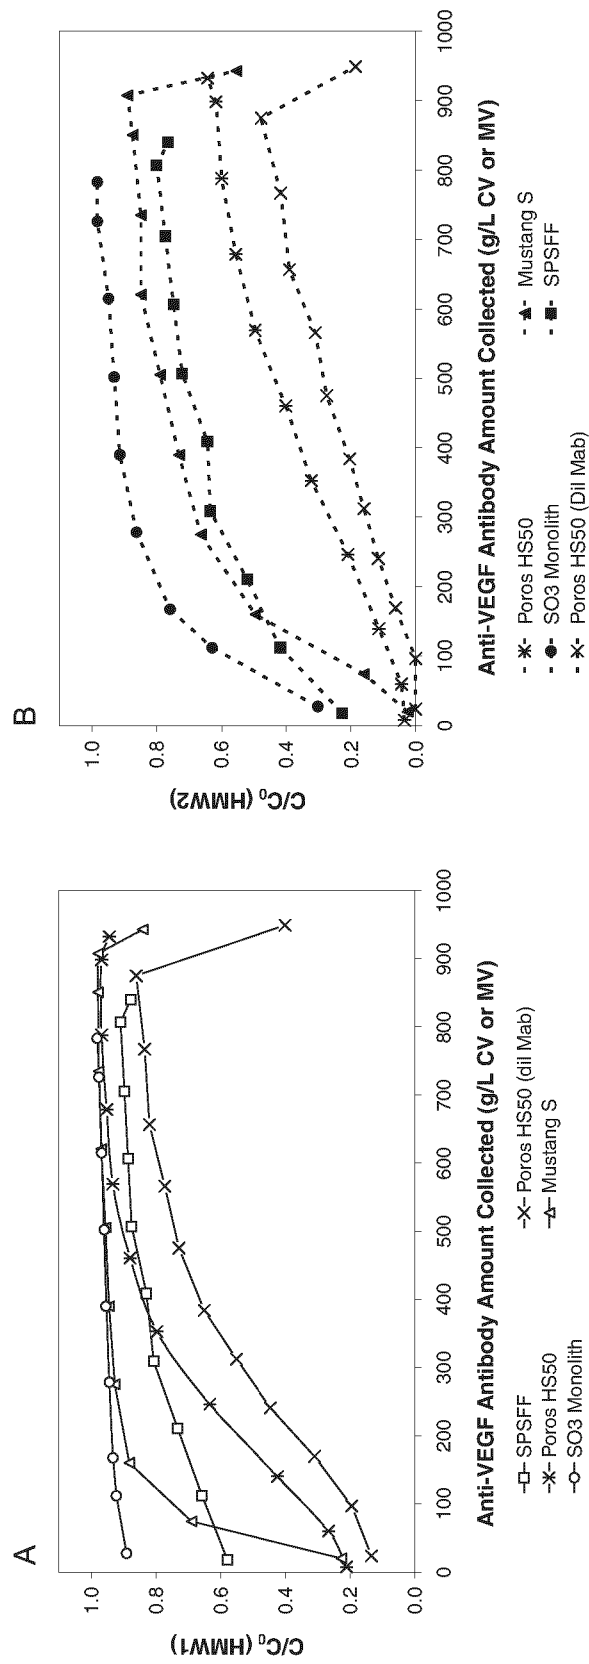 A
1.0
0.8
0.6
0.4
0.2
0.0
C/C0 (HMW1)
0 100 200 300 400 500 600 700 800 900 1000
Anti-VEGF Antibody Amount Collected (g/L CV or MV)
SPSFF
Poros HS50
SO3 Monolith
Poros HS50 (dil Mab)
Mustang S
B
1.0
0.8
0.6
0.4
0.2
0.0
C/C0 (HMW2)
0 100 200 300 400 500 600 700 800 900 1000
Anti-VEGF Antibody Amount Collected (g/L CV or MV)
Poros HS50
SO3 Monolith
Poros HS50 (Dil Mab)
Mustang S
SPSFF